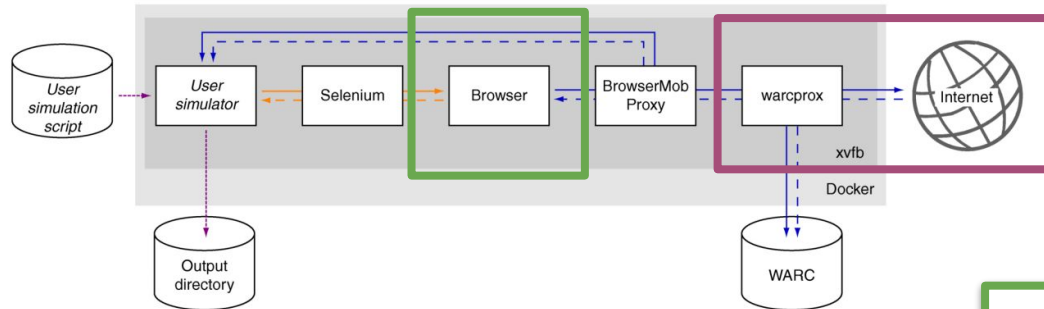 User
simulation
script
User
simulator
Selenium
Browser
BrowserMob
Proxy
warcprox
Internet
xvfb
Docker
Output
directory
WARC